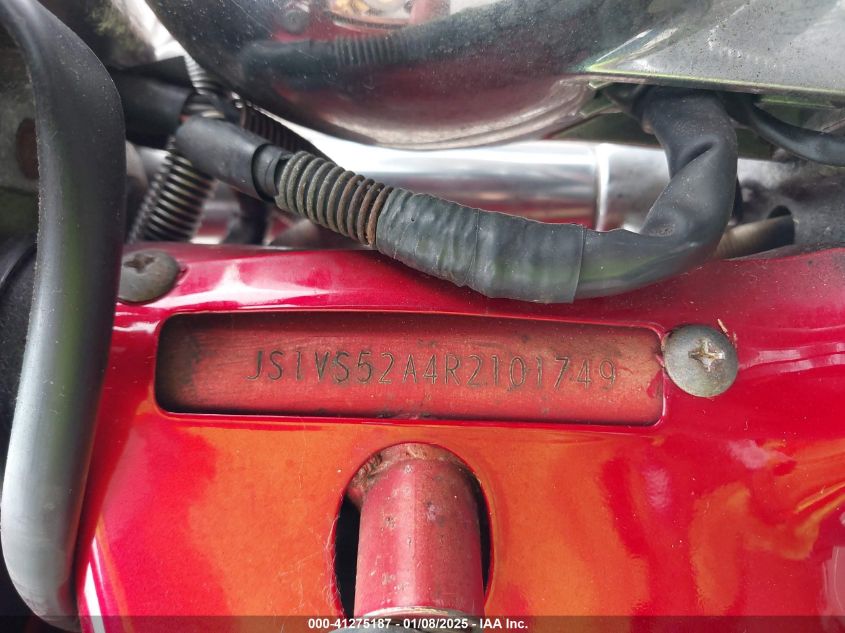 JS1VS52A4R2101749
000-41275187 - 01/08/2025 - IAA Inc.